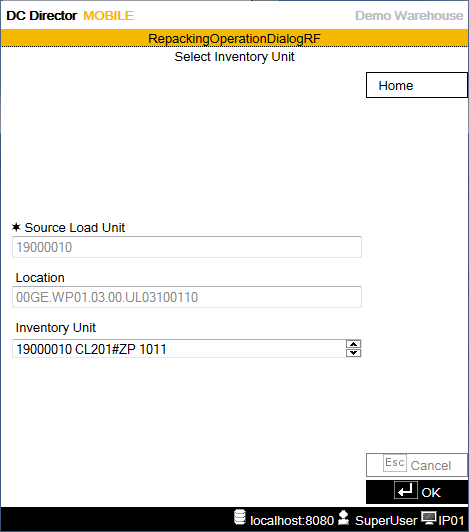 DC Director MOBILE Demo Warehouse
RepackingOperationDialogRF
Select Inventory Unit
Home
✶ Source Load Unit
19000010
Location
00GE.WP01.03.00.UL03100110
Inventory Unit
19000010 CL201#ZP 1011
Esc Cancel
OK
localhost:8080 SuperUser IP01